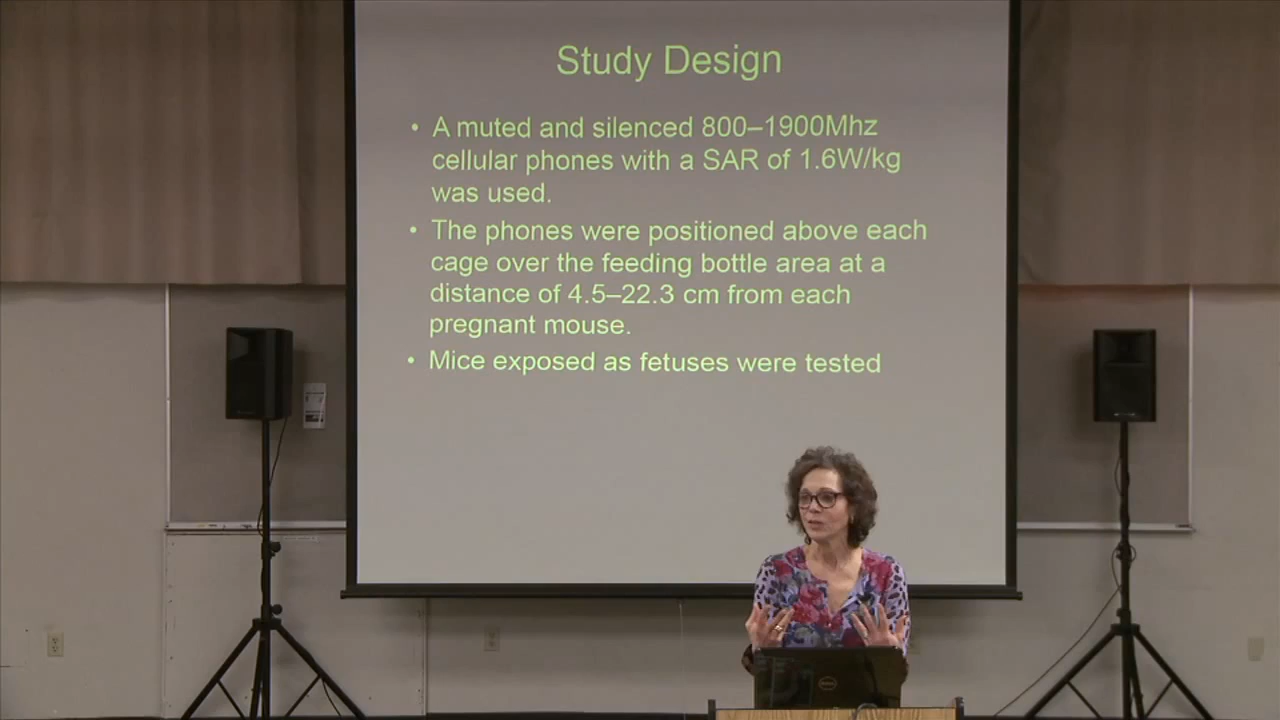 Study Design
• A muted and silenced 800–1900Mhz
cellular phones with a SAR of 1.6W/kg
was used.
• The phones were positioned above each
cage over the feeding bottle area at a
distance of 4.5–22.3 cm from each
pregnant mouse.
• Mice exposed as fetuses were tested
DELL